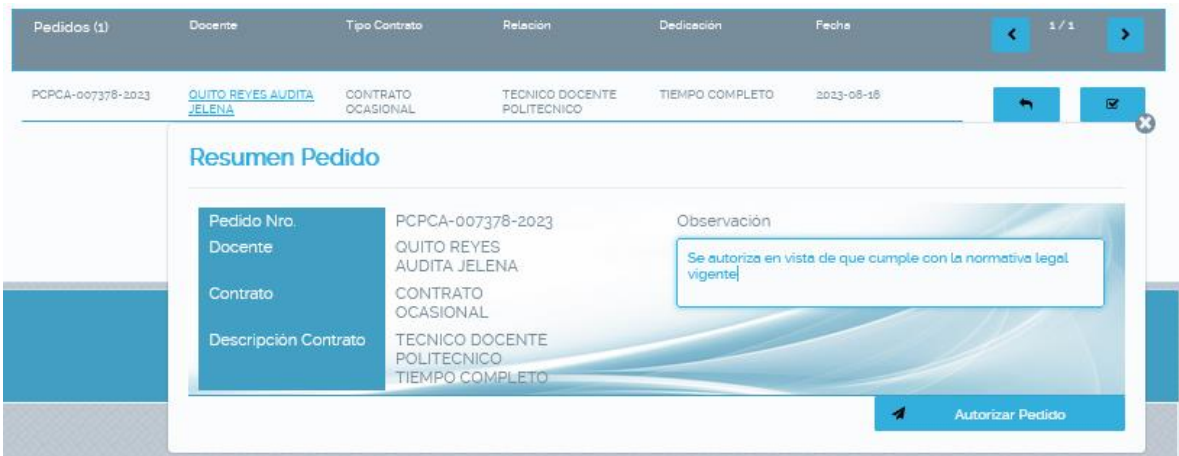 Pedidos (1) Docente Tipo Contrato Relación Dedicación Fecha 1 / 1
PCPCA-007378-2023 QUITO REYES AUDITA CONTRATO TECNICO DOCENTE TIEMPO COMPLETO 2023-08-16
JELENA OCASIONAL POLITECNICO
Resumen Pedido
Pedido Nro. PCPCA-007378-2023 Observación
Docente QUITO REYES
AUDITA JELENA
Se autoriza en vista de que cumple con la normativa legal
vigente
Contrato CONTRATO
OCASIONAL
Descripción Contrato TECNICO DOCENTE
POLITECNICO
TIEMPO COMPLETO
Autorizar Pedido